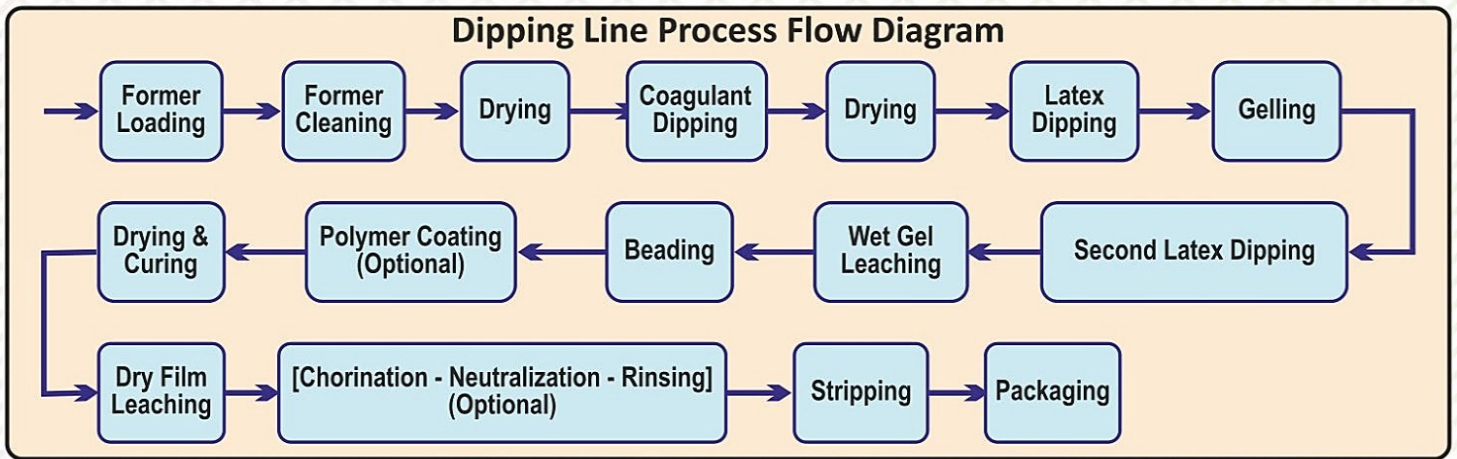 Dipping Line Process Flow Diagram
Former
Loading
Former
Cleaning
Drying
Coagulant
Dipping
Drying
Latex
Dipping
Gelling
Second Latex Dipping
Wet Gel
Leaching
Beading
Polymer Coating
(Optional)
Drying &
Curing
Dry Film
Leaching
[Chorination - Neutralization - Rinsing]
(Optional)
Stripping
Packaging